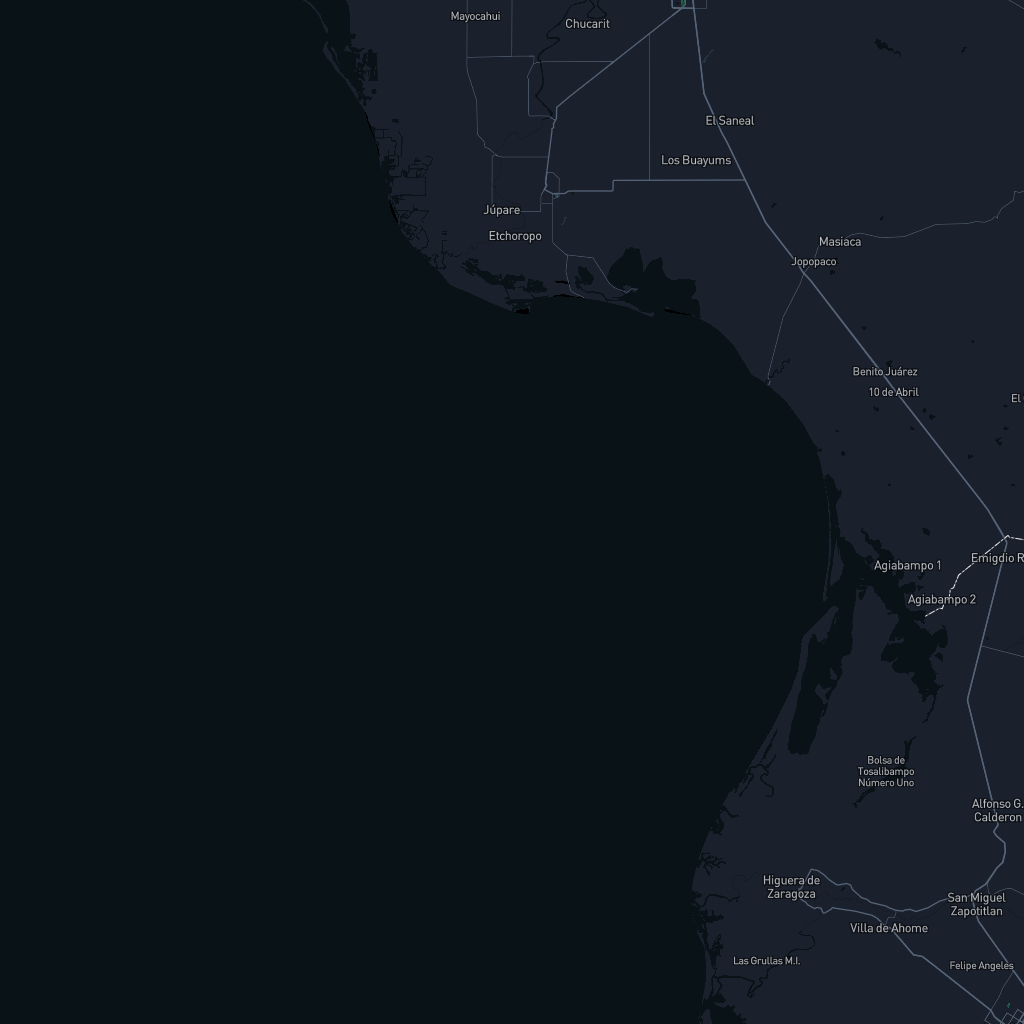 Mayocahui
Chucarit
El Saneal
Los Buayums
Júpare
Etchoropo
Masiaca
Jopopaco
Benito Juárez
10 de Abril
El
Emigdio R
Agiabampo 1
Agiabampo 2
Bolsa de
Tosalibampo
Número Uno
Alfonso G.
Calderon
Higuera de
Zaragoza
San Miguel
Zapotitlan
Villa de Ahome
Las Grullas M.I.
Felipe Angeles